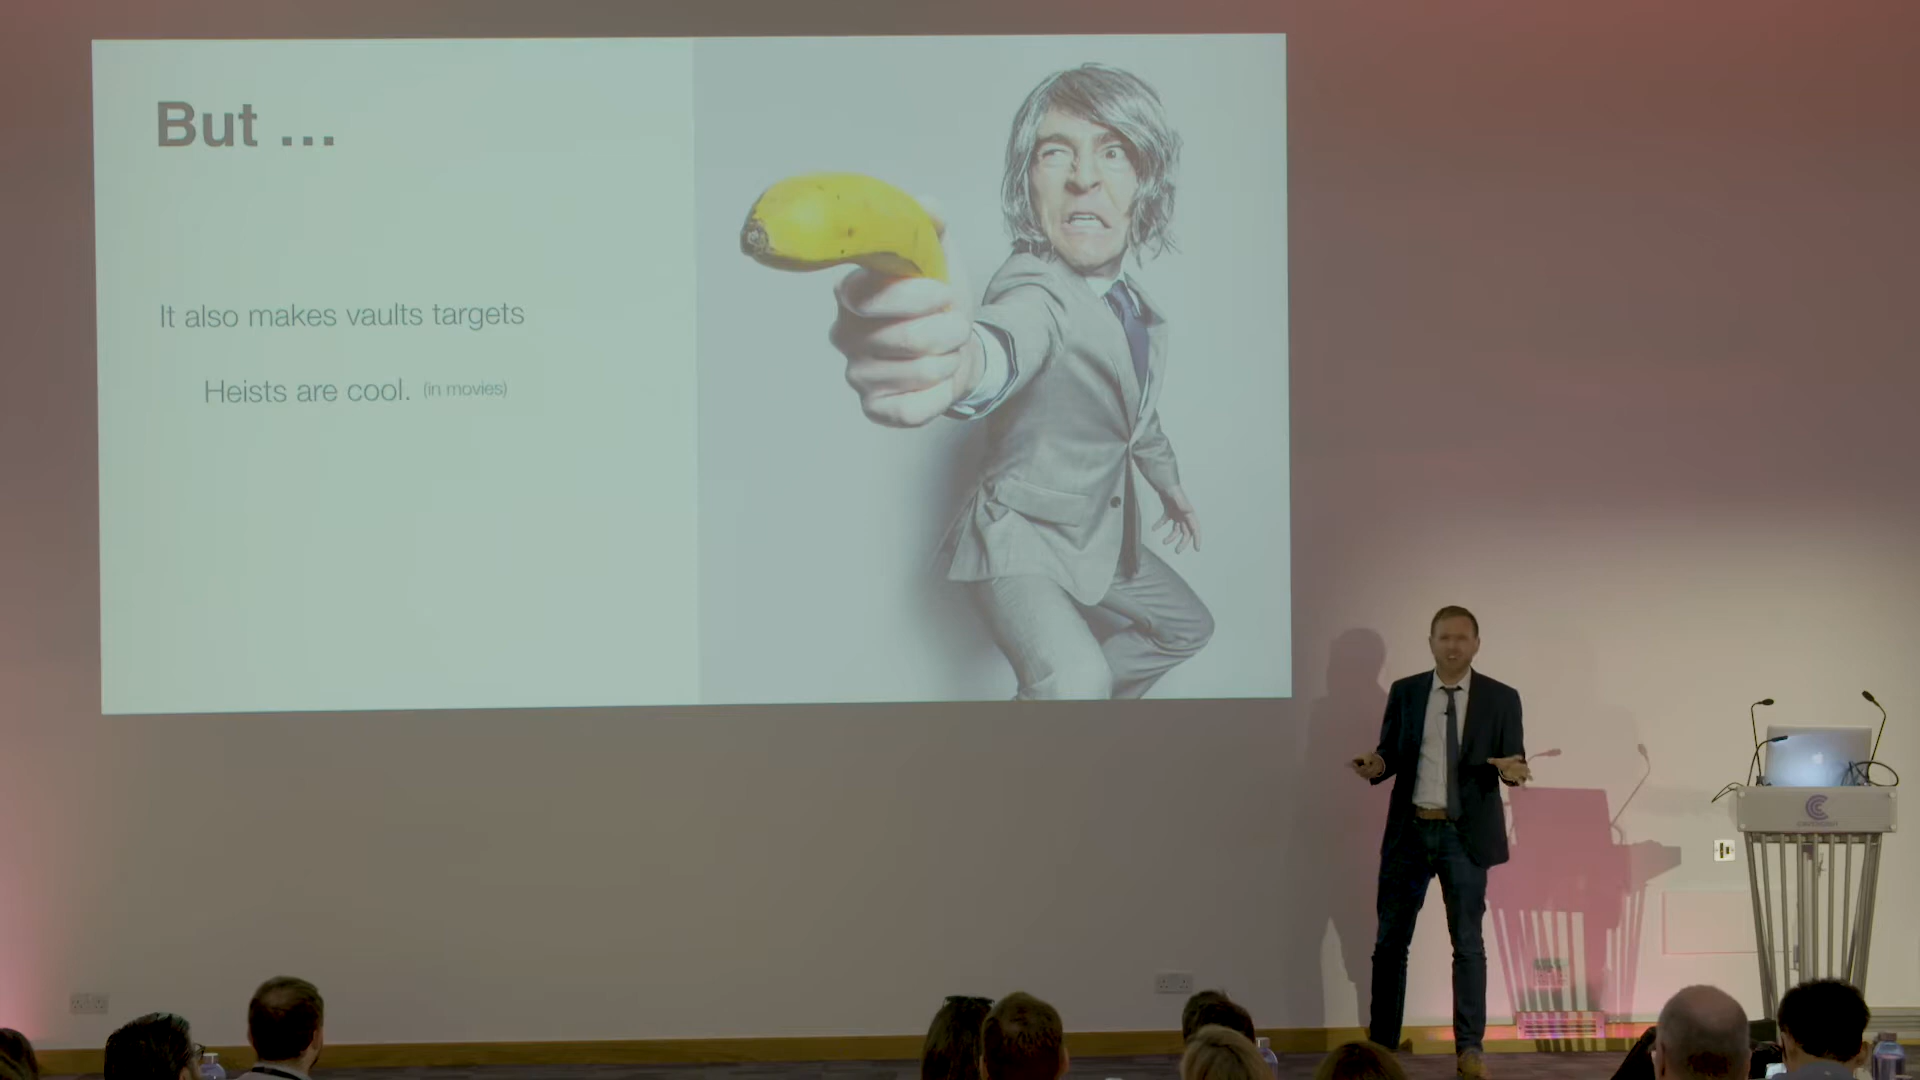 But ...
It also makes vaults targets
Heists are cool. (in movies)